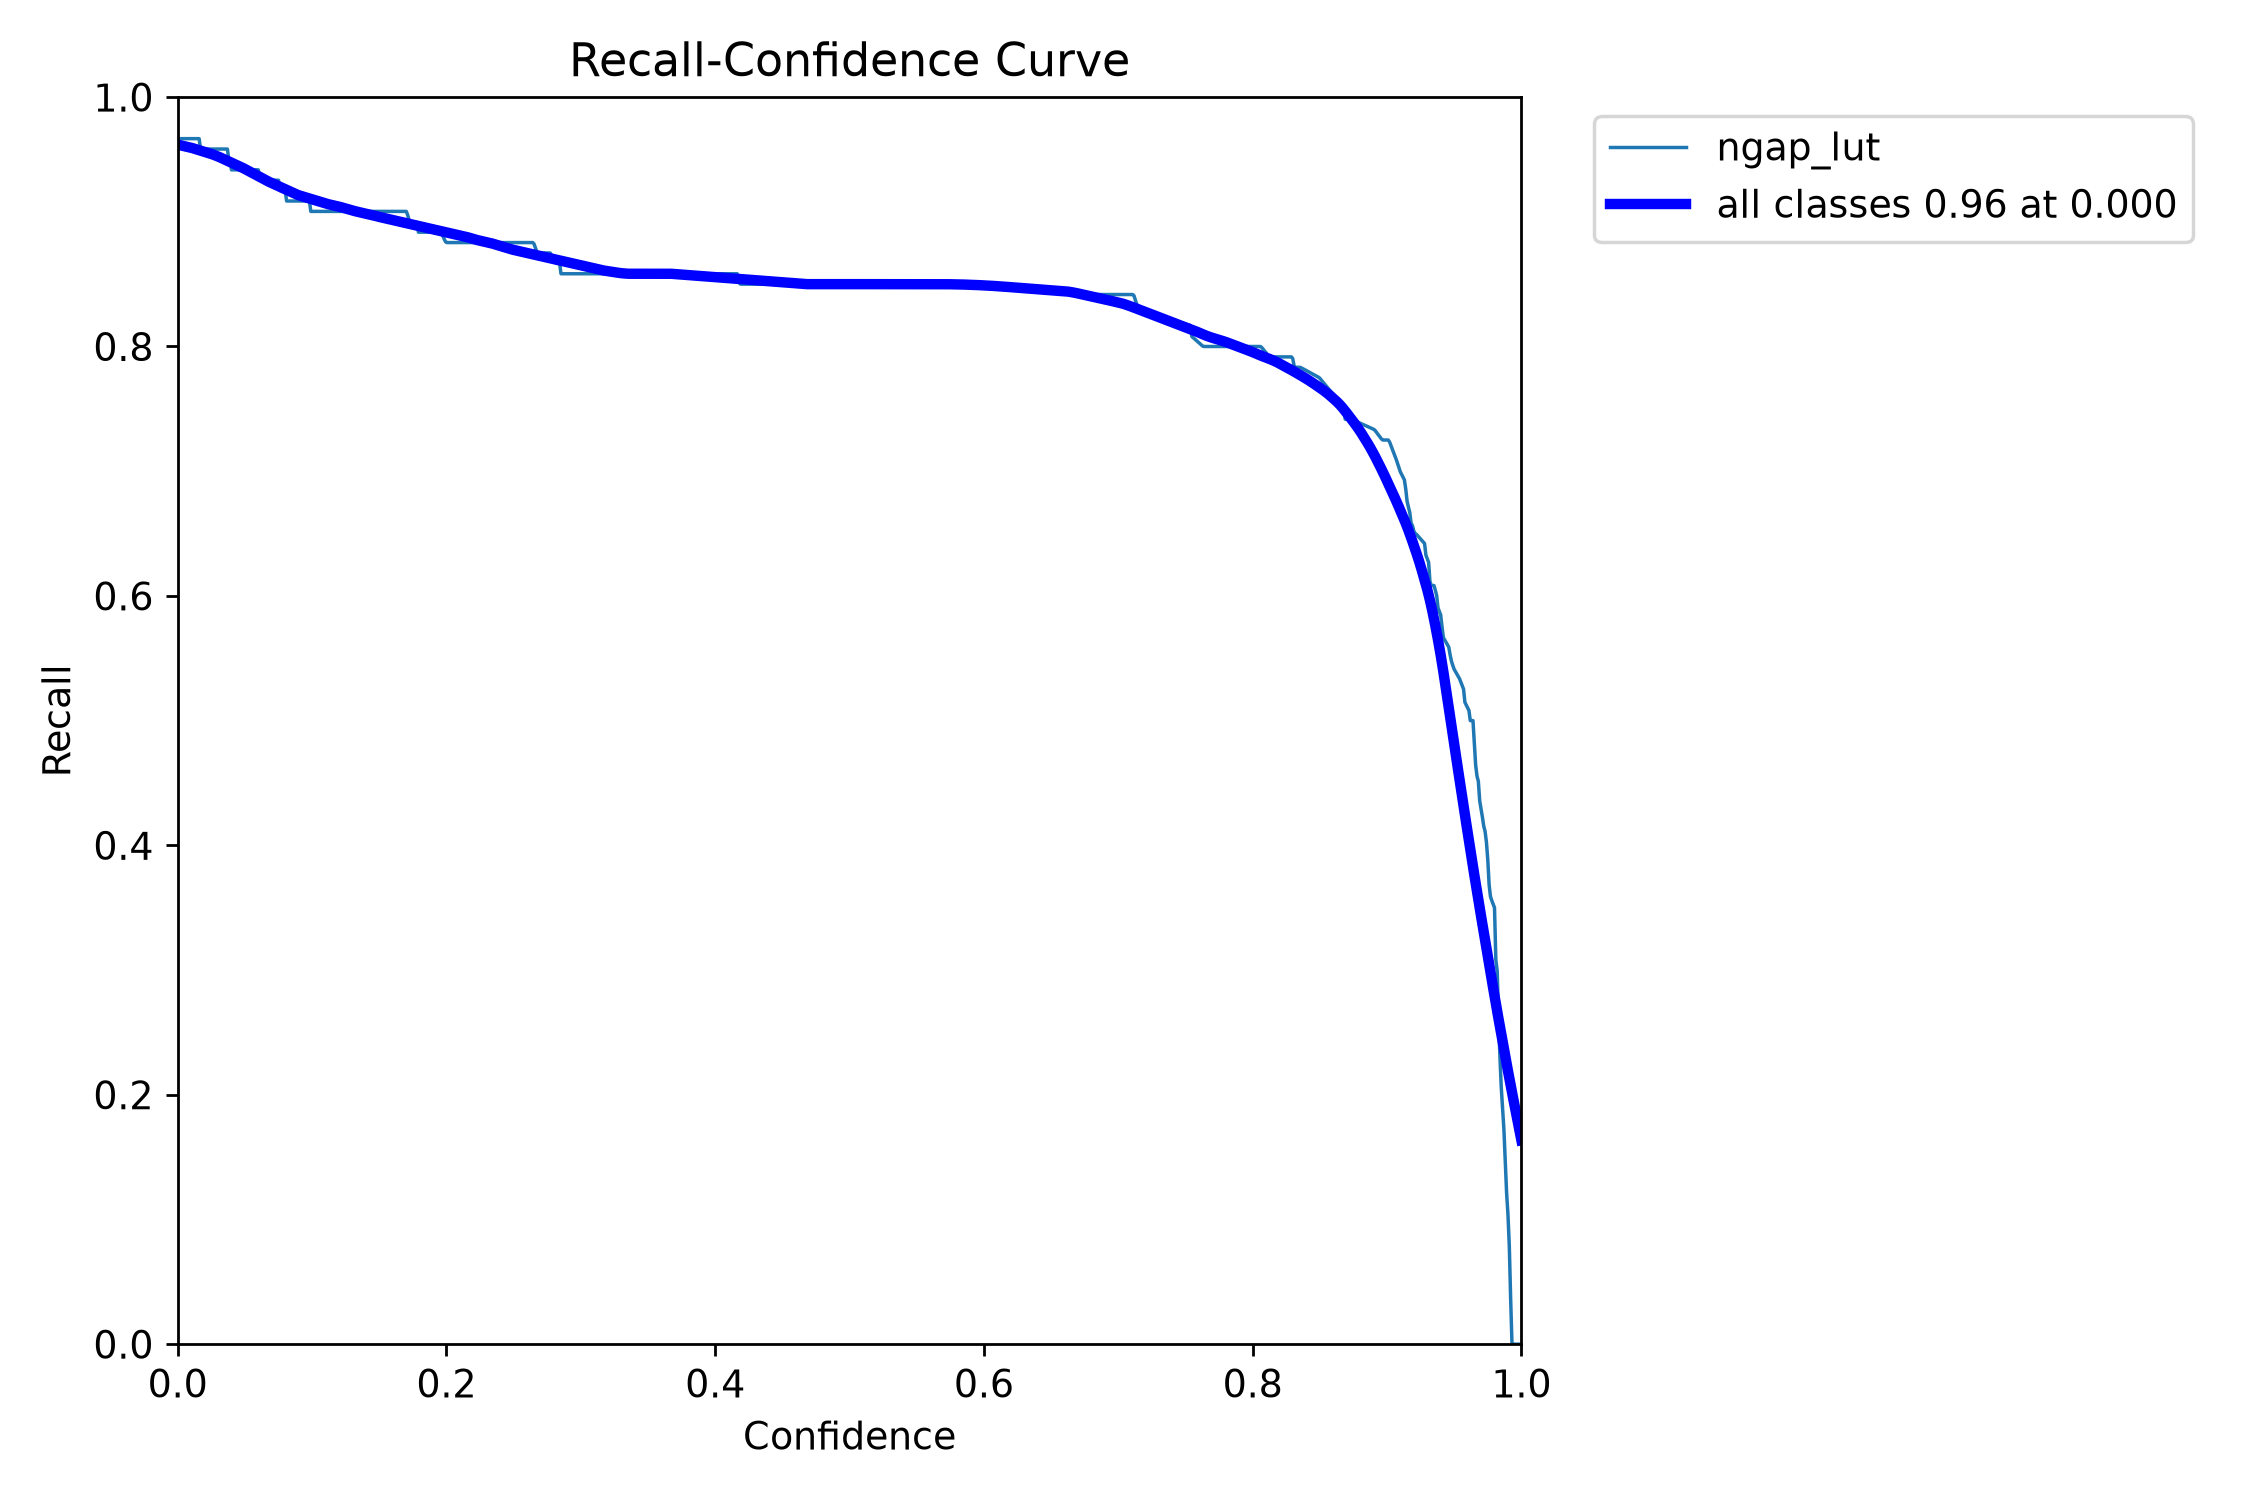 Recall-Confidence Curve
1.0
0.8
0.6
0.4
0.2
0.0
Recall
0.0 0.2 0.4 0.6 0.8 1.0
Confidence
ngap_lut
all classes 0.96 at 0.000